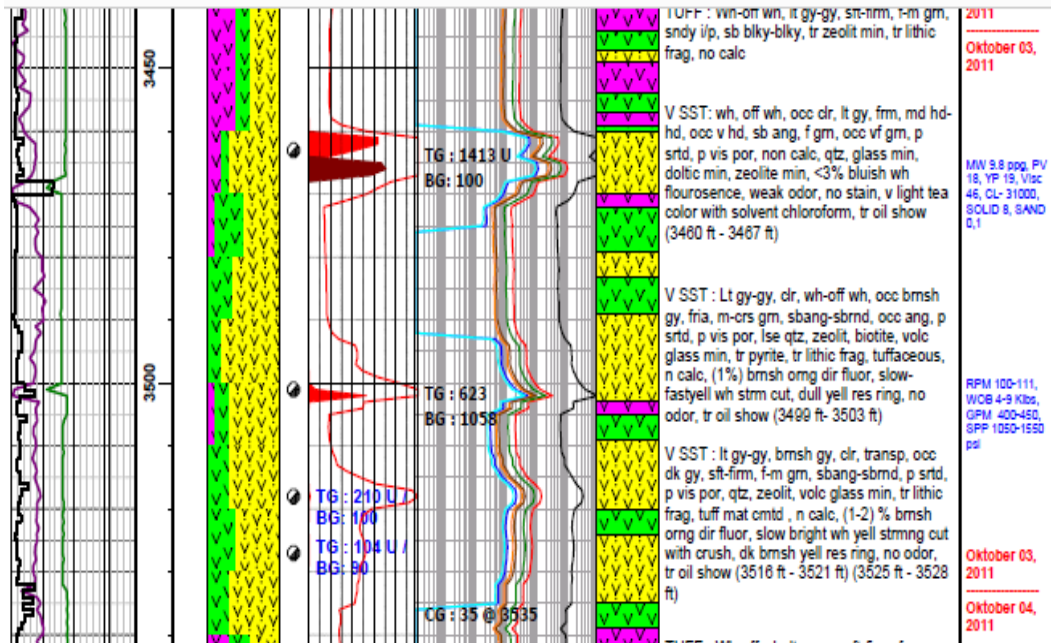 TUFF : Wh-off wh, lt gy-gy, sft-firm, f-m grn,
sndy i/p, sb blky-blky, tr zeolit min, tr lithic
frag, no calc
2011
Oktober 03,
2011
3450
V SST: wh, off wh, occ clr, lt gy, frm, md hd-
hd, occ v hd, sb ang, f grn, occ vf grn, p
srtd, p vis por, non calc, qtz, glass min,
doltic min, zeolite min, <3% bluish wh
flourosence, weak odor, no stain, v light tea
color with solvent chloroform, tr oil show
(3460 ft - 3467 ft)
TG : 1413 U
BG: 100
MW 9.8 ppg, PV
18, YP 19, Visc
46, CL- 31000,
SOLID 8, SAND
0,1
V SST : Lt gy-gy, clr, wh-off wh, occ brnsh
gy, fria, m-crs grn, sbang-sbrnd, occ ang, p
srtd, p vis por, lse qtz, zeolit, biotite, volc
glass min, tr pyrite, tr lithic frag, tuffaceous,
n calc, (1%) brnsh orng dir fluor, slow-
fastyell wh strm cut, dull yell res ring, no
odor, tr oil show (3499 ft- 3503 ft)
3500
TG : 623
BG : 1058
RPM 100-111,
WOB 4-9 Klbs,
GPM 400-450,
SPP 1050-1550
psi
V SST : lt gy-gy, brnsh gy, clr, transp, occ
dk gy, sft-firm, f-m grn, sbang-sbrnd, p srtd,
p vis por, qtz, zeolit, volc glass min, tr lithic
frag, tuff mat cmtd , n calc, (1-2) % brnsh
orng dir fluor, slow bright wh yell strmng cut
with crush, dk brnsh yell res ring, no odor,
tr oil show (3516 ft - 3521 ft) (3525 ft - 3528
ft)
TG : 210 U /
BG: 100
TG : 104 U /
BG: 90
CG : 35 @ 3535
Oktober 03,
2011
Oktober 04,
2011